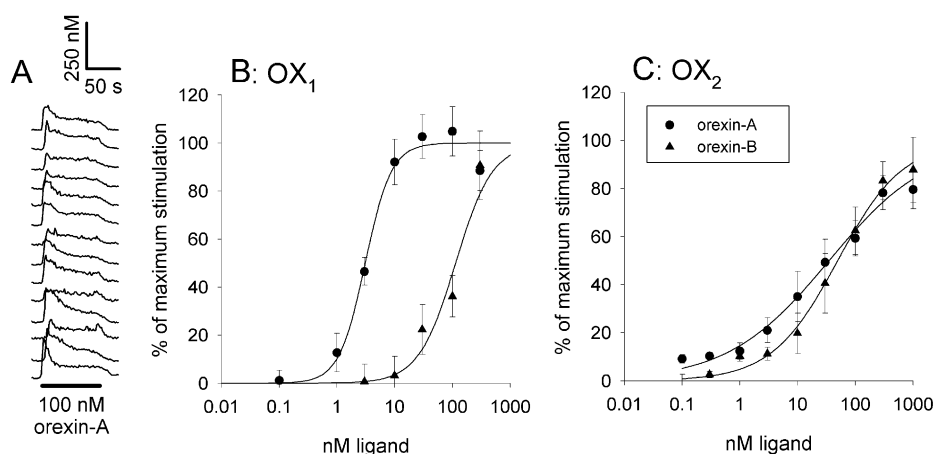 A
250 nM
50 s
100 nM
orexin-A
B: OX1
% of maximum stimulation
120
100
80
60
40
20
0
0.01 0.1 1 10 100 1000
nM ligand
C: OX2
orexin-A
orexin-B
% of maximum stimulation
120
100
80
60
40
20
0
0.01 0.1 1 10 100 1000
nM ligand